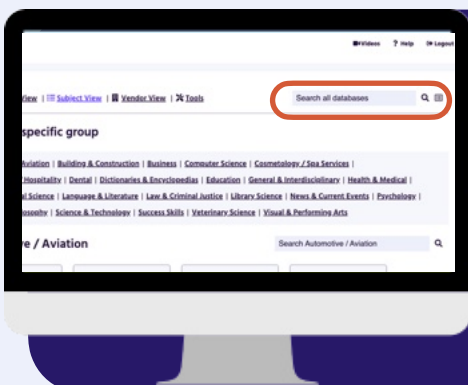 Videos ? Help Logout
View | Subject View | Vendor View | Tools
Search all databases
specific group
Aviation | Building & Construction | Business | Computer Science | Cosmetology / Spa Services |
Hospitality | Dental | Dictionaries & Encyclopedias | Education | General & Interdisciplinary | Health & Medical |
al Science | Language & Literature | Law & Criminal Justice | Library Science | News & Current Events | Psychology |
osophy | Science & Technology | Success Skills | Veterinary Science | Visual & Performing Arts
e / Aviation
Search Automotive / Aviation